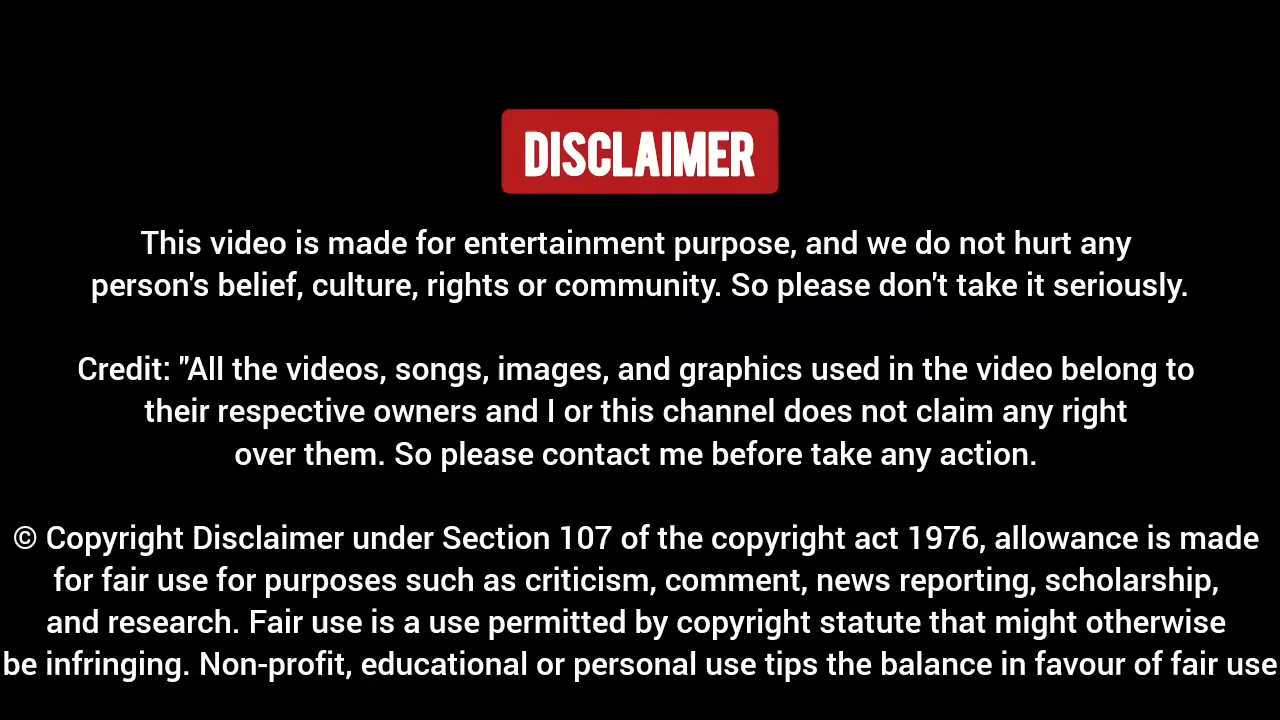 DISCLAIMER
This video is made for entertainment purpose, and we do not hurt any
person's belief, culture, rights or community. So please don't take it seriously.
Credit: "All the videos, songs, images, and graphics used in the video belong to
their respective owners and I or this channel does not claim any right
over them. So please contact me before take any action.
© Copyright Disclaimer under Section 107 of the copyright act 1976, allowance is made
for fair use for purposes such as criticism, comment, news reporting, scholarship,
and research. Fair use is a use permitted by copyright statute that might otherwise
be infringing. Non-profit, educational or personal use tips the balance in favour of fair use